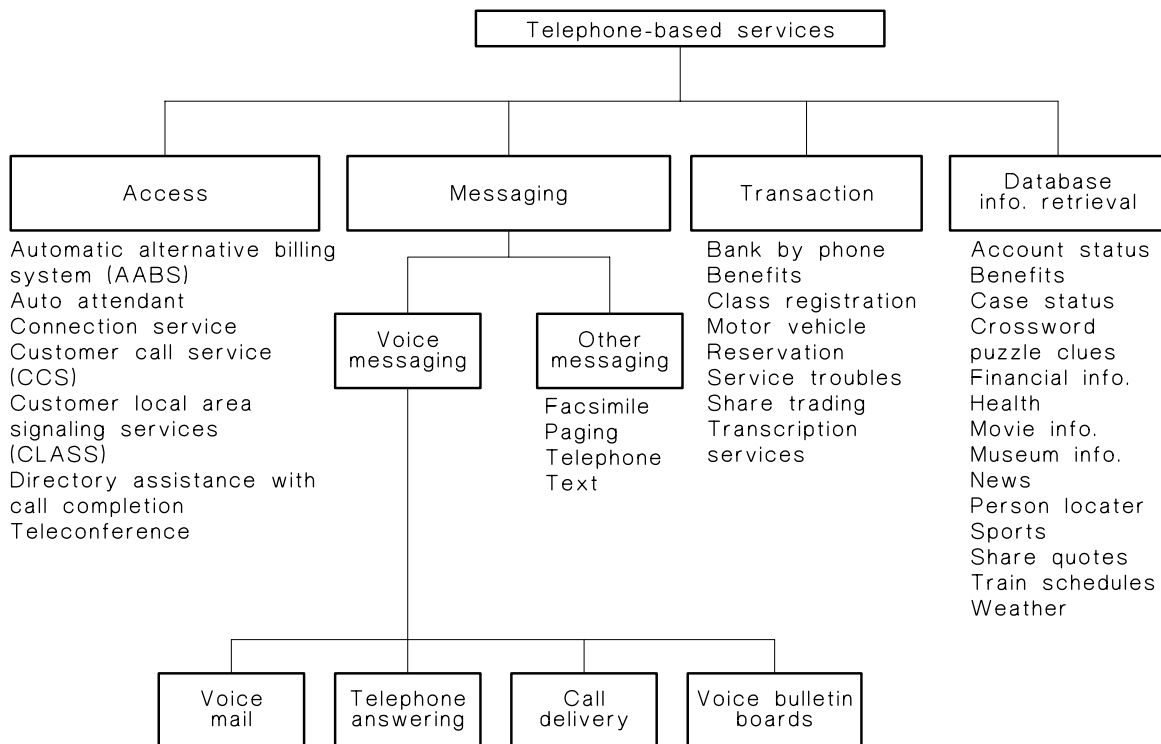 Telephone-based services
Access
Messaging
Transaction
Database
info. retrieval
Automatic alternative billing
system (AABS)
Auto attendant
Connection service
Customer call service
(CCS)
Customer local area
signaling services
(CLASS)
Directory assistance with
call completion
Teleconference
Voice
messaging
Other
messaging
Facsimile
Paging
Telephone
Text
Bank by phone
Benefits
Class registration
Motor vehicle
Reservation
Service troubles
Share trading
Transcription
services
Account status
Benefits
Case status
Crossword
puzzle clues
Financial info.
Health
Movie info.
Museum info.
News
Person locater
Sports
Share quotes
Train schedules
Weather
Voice
mail
Telephone
answering
Call
delivery
Voice bulletin
boards